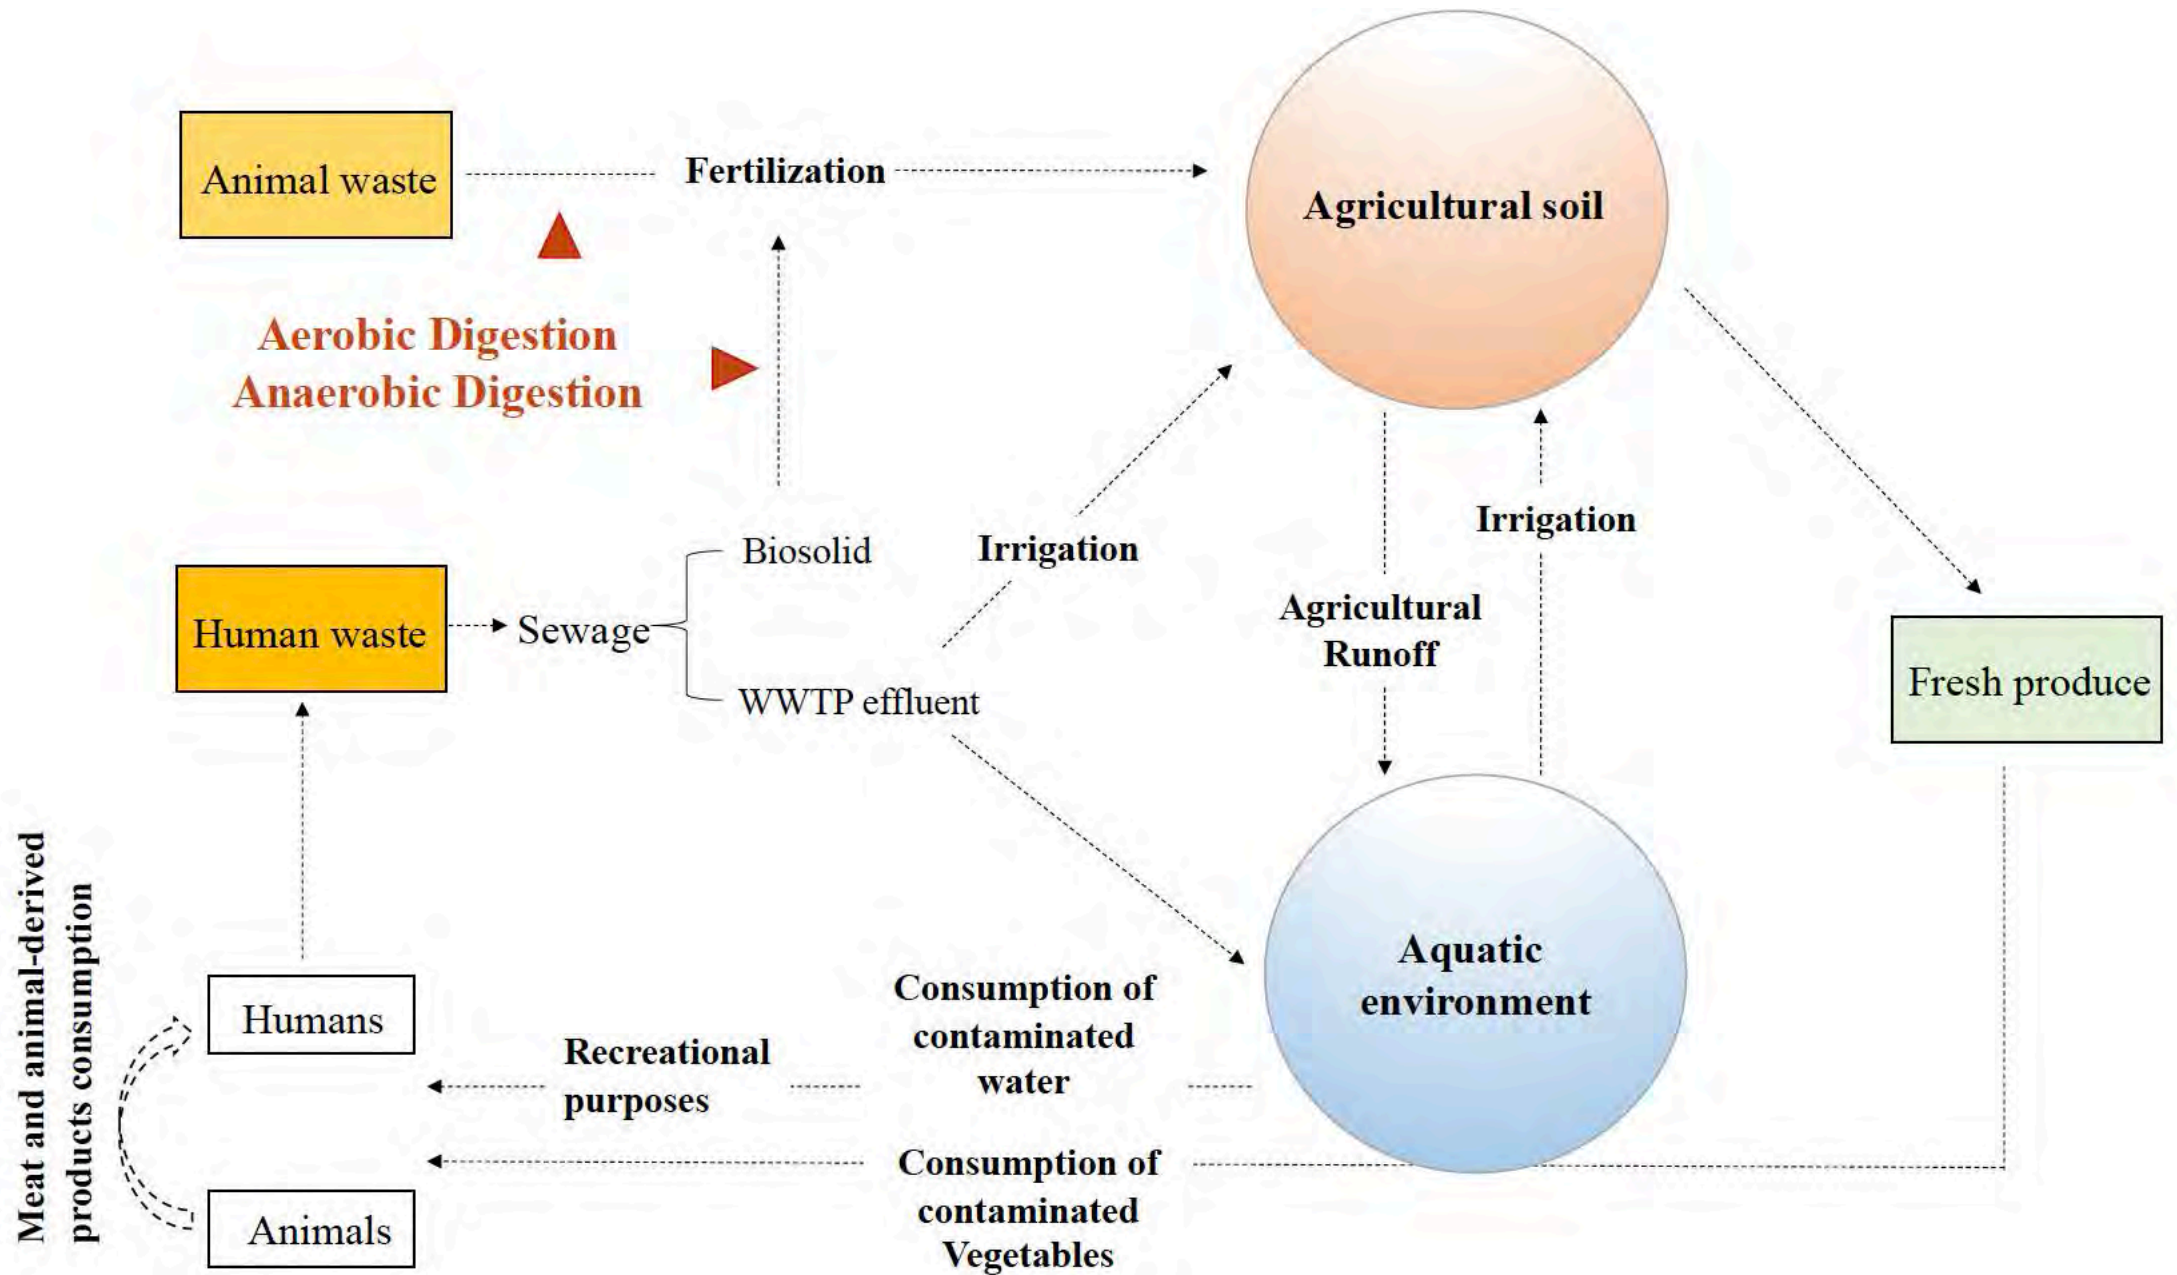 Animal waste
Fertilization
Agricultural soil
Aerobic Digestion
Anaerobic Digestion
Irrigation
Biosolid
Irrigation
Agricultural
Runoff
Human waste
Sewage
WWTP effluent
Fresh produce
Meat and animal-derived
products consumption
Humans
Animals
Recreational
purposes
Consumption of
contaminated
water
Aquatic
environment
Consumption of
contaminated
Vegetables